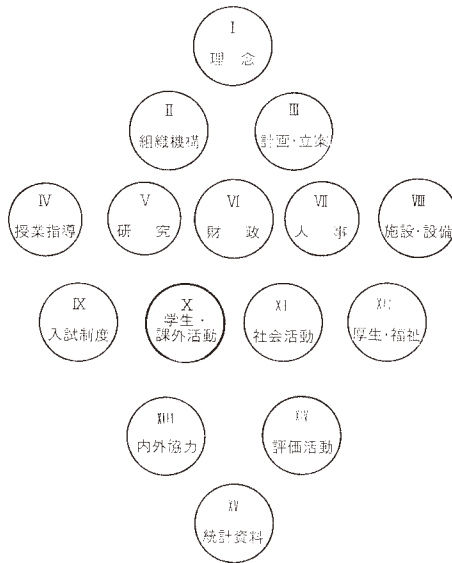 I
理 念
II
組織機構
III
計画・立案
IV
授業指導
V
研 究
VI
財 政
VII
人 事
VIII
施設・設備
IX
入試制度
X
学生・
課外活動
XI
社会活動
XII
厚生・福祉
XIII
内外協力
XIV
評価活動
XV
統計資料